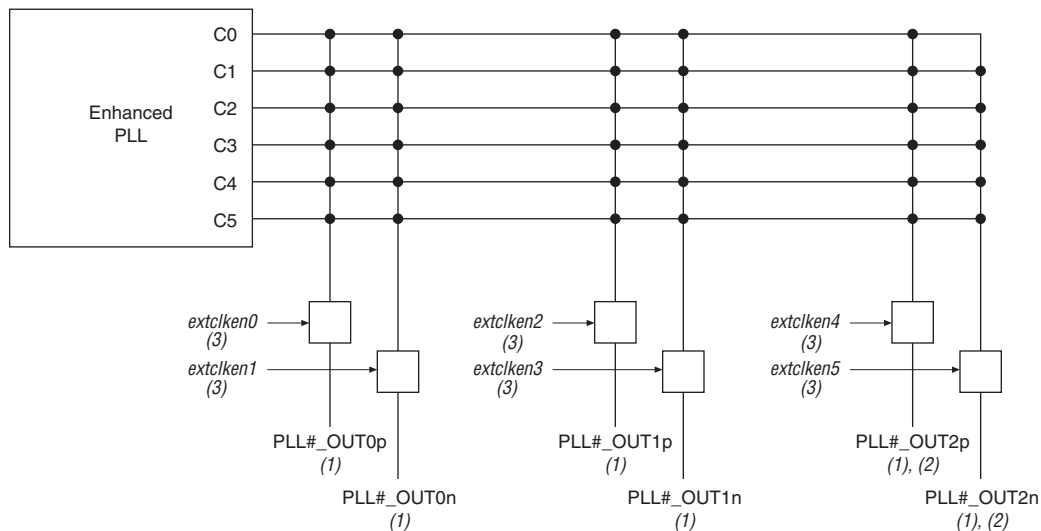 C0
C1
C2
C3
C4
C5
Enhanced
PLL
extclken0
(3)
extclken1
(3)
extclken2
(3)
extclken3
(3)
extclken4
(3)
extclken5
(3)
PLL#_OUT0p
(1)
PLL#_OUT0n
(1)
PLL#_OUT1p
(1)
PLL#_OUT1n
(1)
PLL#_OUT2p
(1), (2)
PLL#_OUT2n
(1), (2)